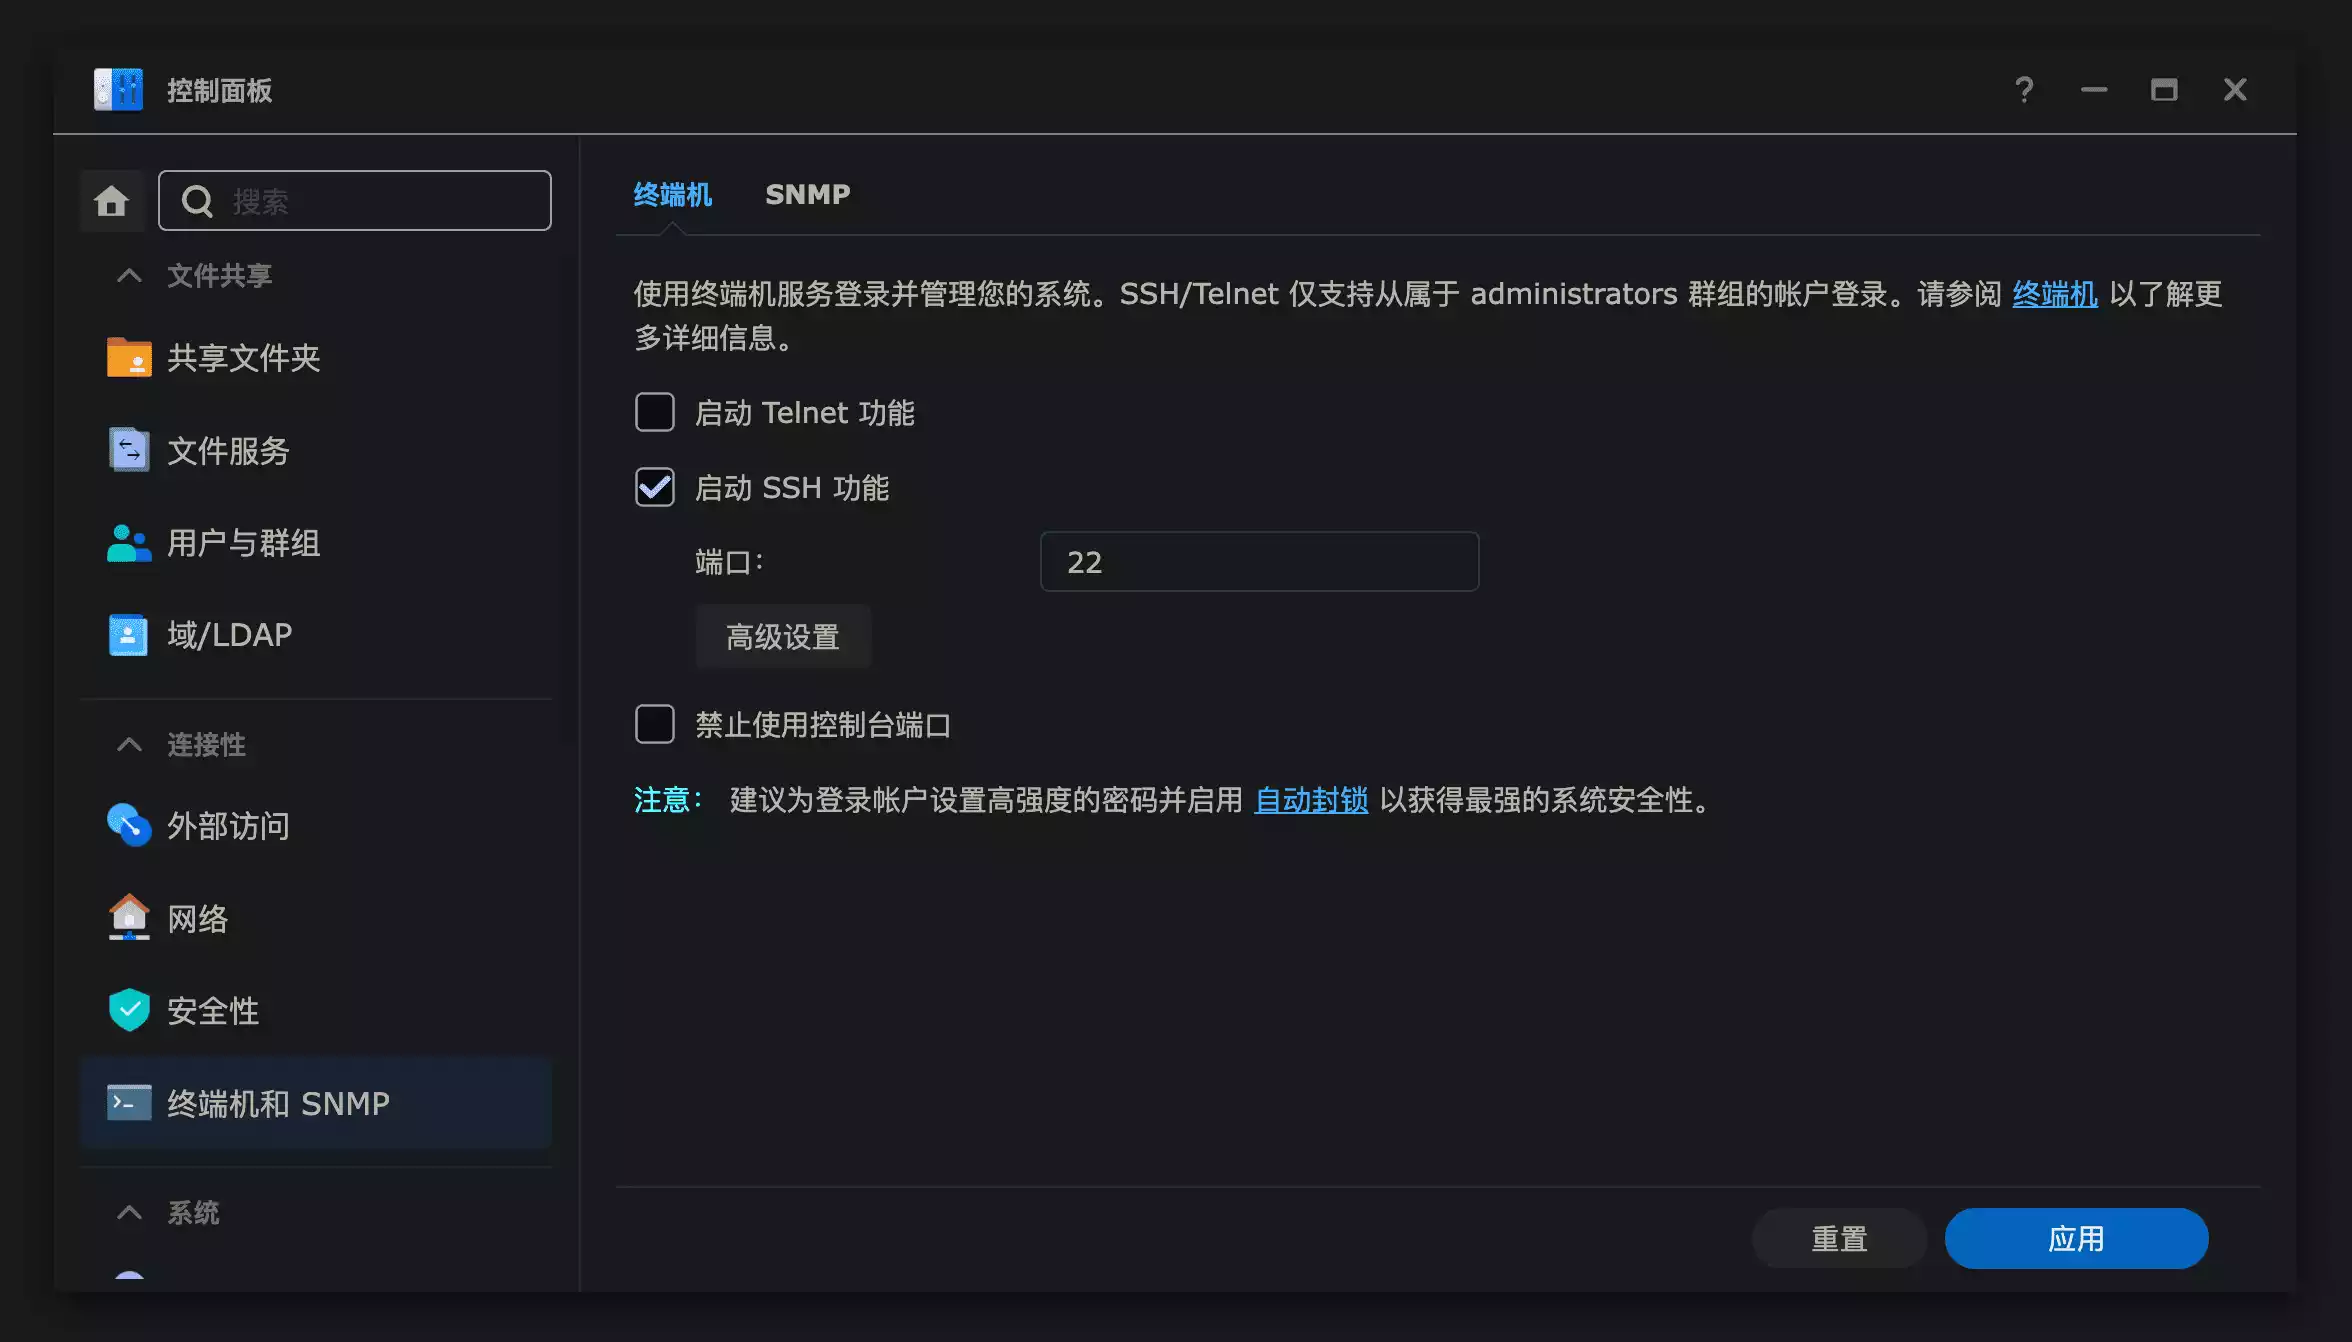 控制面板
搜索
文件共享
共享文件夹
文件服务
用户与群组
域/LDAP
连接性
外部访问
网络
安全性
终端机和 SNMP
系统
终端机 SNMP
使用终端机服务登录并管理您的系统。SSH/Telnet 仅支持从属于 administrators 群组的帐户登录。请参阅 终端机 以了解更
多详细信息。
启动 Telnet 功能
启动 SSH 功能
端口: 22
高级设置
禁止使用控制台端口
注意: 建议为登录帐户设置高强度的密码并启用 自动封锁 以获得最强的系统安全性。
重置 应用